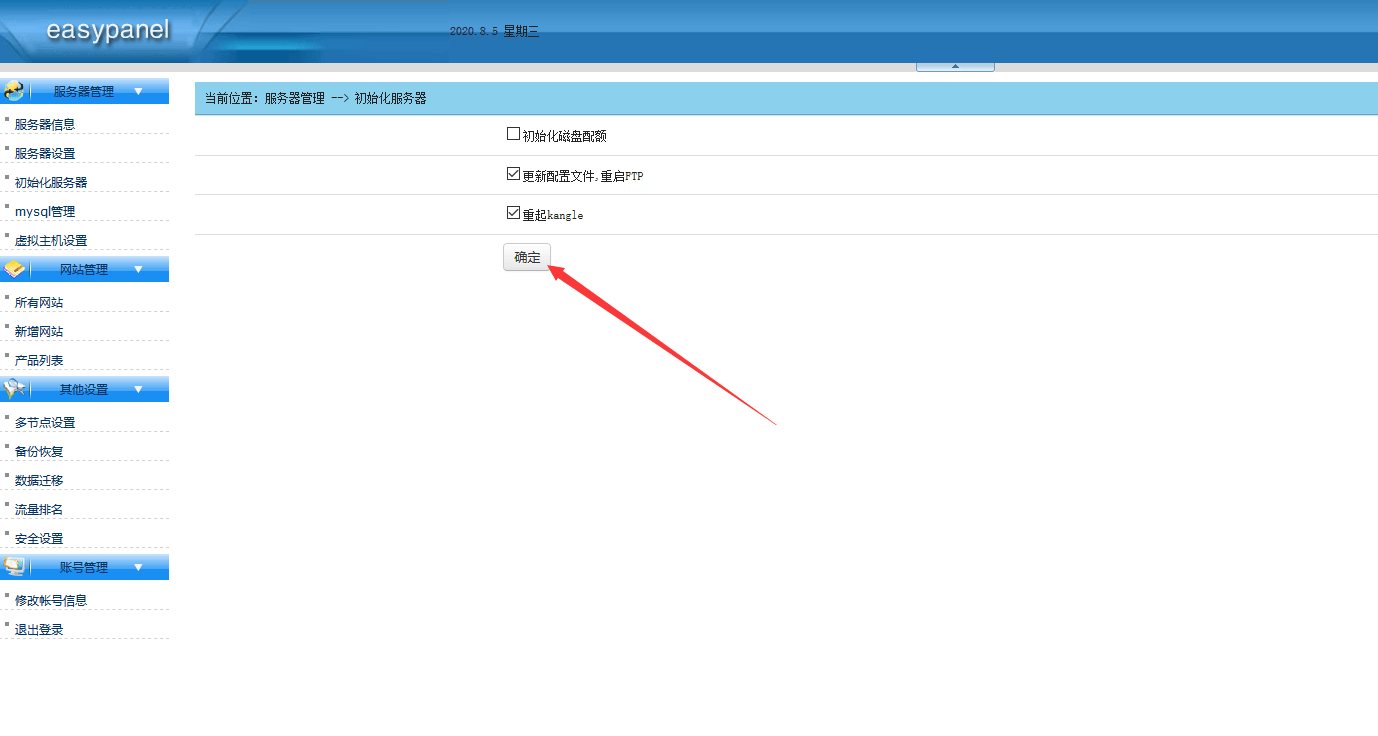 easypanel
2020.8.5 星期三
服务器管理
服务器信息
服务器设置
初始化服务器
mysql管理
虚拟主机设置
网站管理
所有网站
新增网站
产品列表
其他设置
多节点设置
备份恢复
数据迁移
流量排名
安全设置
账号管理
修改帐号信息
退出登录
当前位置：服务器管理 --> 初始化服务器
初始化磁盘配额
更新配置文件,重启FTP
重起kangle
确定